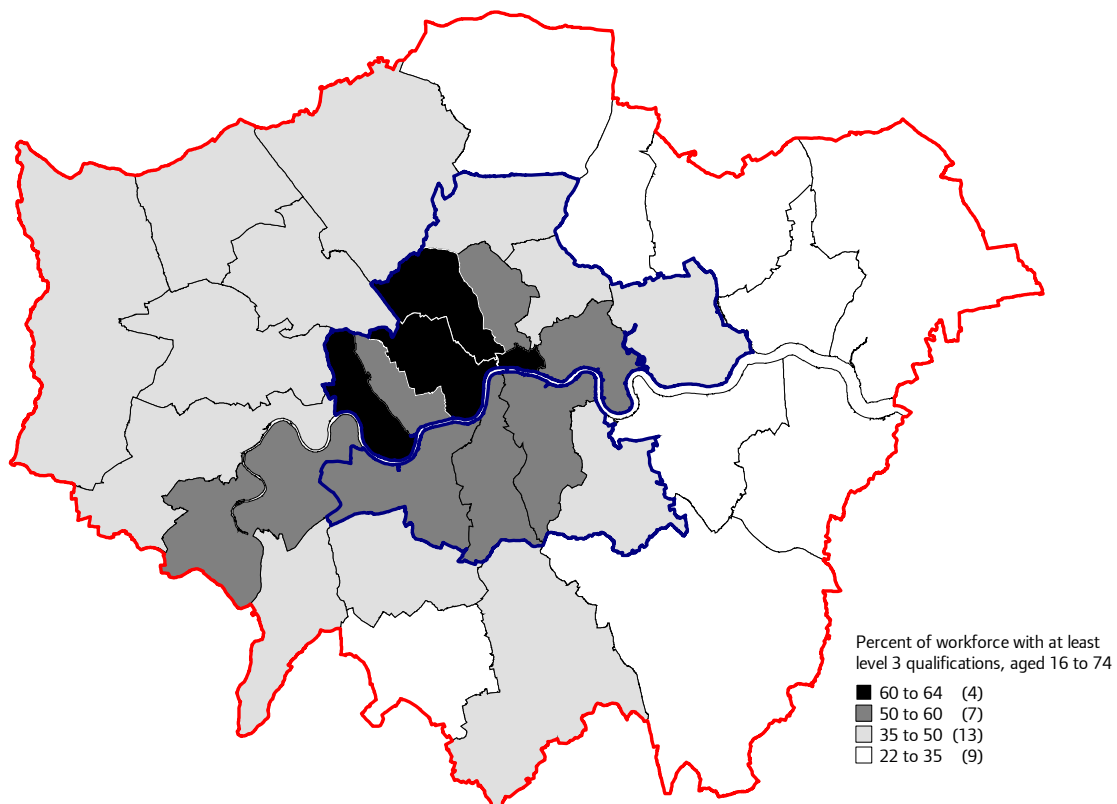 Percent of workforce with at least
level 3 qualifications, aged 16 to 74
60 to 64 (4)
50 to 60 (7)
35 to 50 (13)
22 to 35 (9)